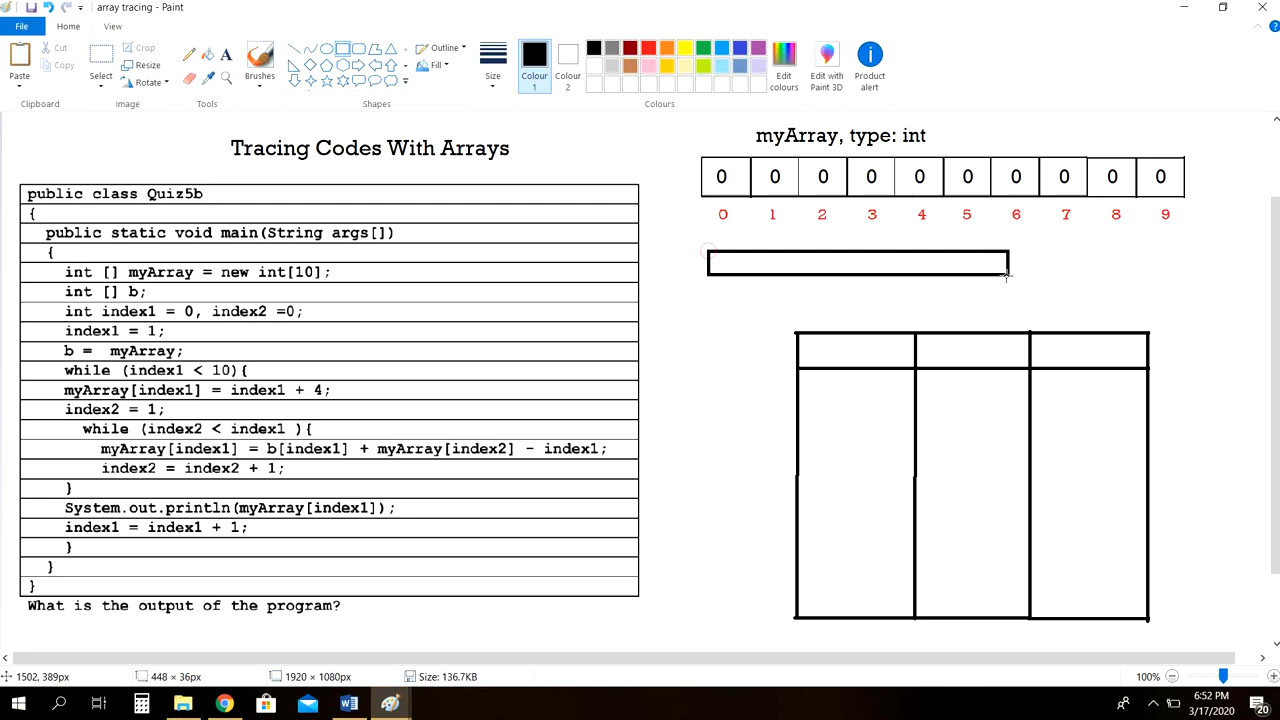 array tracing - Paint
File
Home
View
Paste
Cut
Copy
Clipboard
Select
Crop
Resize
Rotate
Image
A
Tools
Brushes
Outline
Fill
Shapes
Size
Colour 1
Colour 2
Edit colours
Edit with Paint 3D
Product alert
Colours
Tracing Codes With Arrays
public class Quiz5b
{
public static void main(String args[])
{
int [] myArray = new int[10];
int [] b;
int index1 = 0, index2 =0;
index1 = 1;
b = myArray;
while (index1 < 10){
myArray[index1] = index1 + 4;
index2 = 1;
while (index2 < index1 ){
myArray[index1] = b[index1] + myArray[index2] - index1;
index2 = index2 + 1;
}
System.out.println(myArray[index1]);
index1 = index1 + 1;
}
}
}
What is the output of the program?
myArray, type: int
0 0 0 0 0 0 0 0 0 0
0 1 2 3 4 5 6 7 8 9
1502, 389px
448 × 36px
1920 × 1080px
Size: 136.7KB
100%
6:52 PM
3/17/2020
20